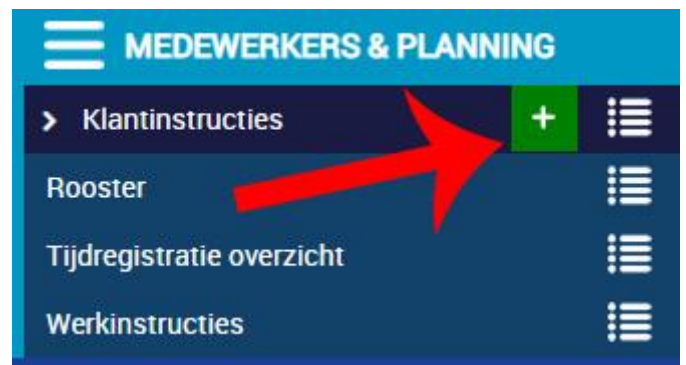 MEDEWERKERS & PLANNING
Klantinstructies
Rooster
Tijdregistratie overzicht
Werkinstructies